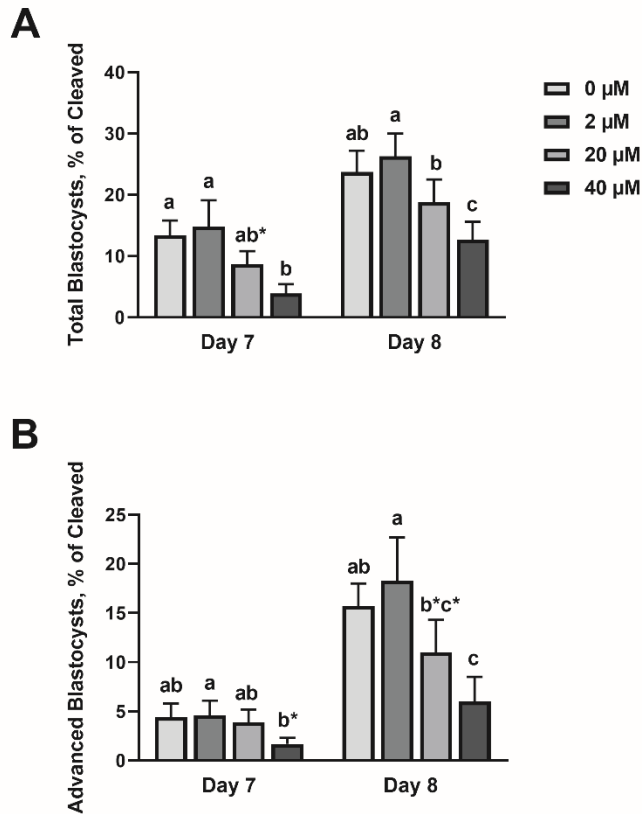 A
Total Blastocysts, % of Cleaved
40
30
20
10
0
a
a
ab*
b
ab
a
b
c
Day 7
Day 8
0 µM
2 µM
20 µM
40 µM
B
Advanced Blastocysts, % of Cleaved
25
20
15
10
5
0
ab
a
ab
b*
ab
a
b*c*
c
Day 7
Day 8